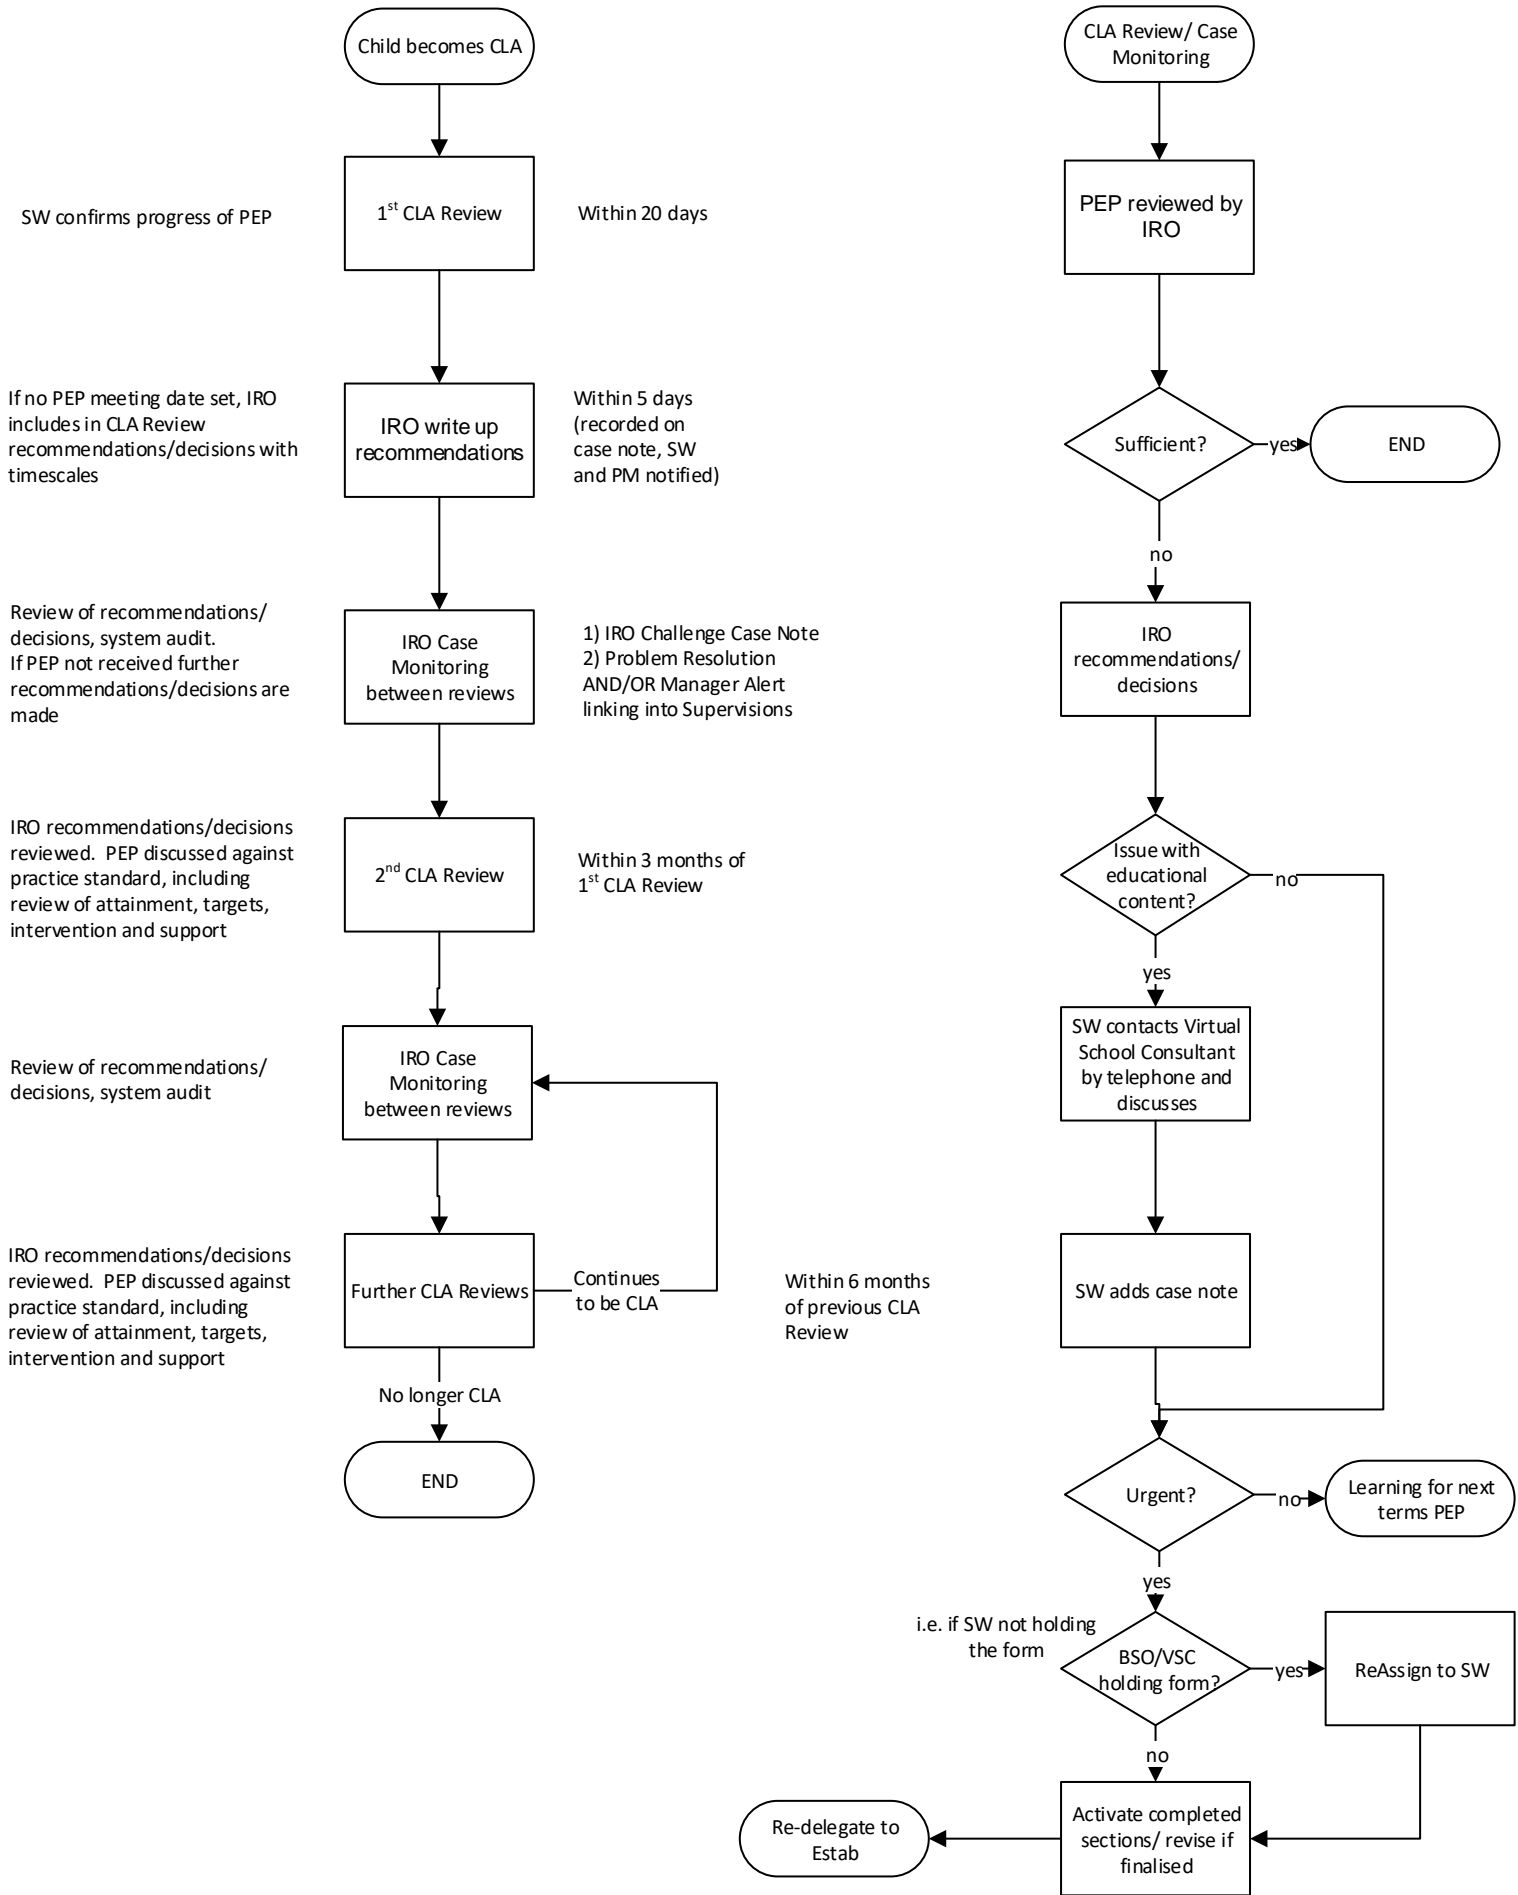 Child becomes CLA
SW confirms progress of PEP
1st CLA Review
Within 20 days
If no PEP meeting date set, IRO
includes in CLA Review
recommendations/decisions with
timescales
IRO write up
recommendations
Within 5 days
(recorded on
case note, SW
and PM notified)
Review of recommendations/
decisions, system audit.
If PEP not received further
recommendations/decisions are
made
IRO Case
Monitoring
between reviews
1) IRO Challenge Case Note
2) Problem Resolution
AND/OR Manager Alert
linking into Supervisions
IRO recommendations/decisions
reviewed. PEP discussed against
practice standard, including
review of attainment, targets,
intervention and support
2nd CLA Review
Within 3 months of
1st CLA Review
Review of recommendations/
decisions, system audit
IRO Case
Monitoring
between reviews
IRO recommendations/decisions
reviewed. PEP discussed against
practice standard, including
review of attainment, targets,
intervention and support
Further CLA Reviews
Continues
to be CLA
Within 6 months
of previous CLA
Review
No longer CLA
END
CLA Review/ Case
Monitoring
PEP reviewed by
IRO
Sufficient?
yes
END
no
IRO
recommendations/
decisions
Issue with
educational
content?
no
yes
SW contacts Virtual
School Consultant
by telephone and
discusses
SW adds case note
Urgent?
no
Learning for next
terms PEP
yes
i.e. if SW not holding
the form
BSO/VSC
holding form?
yes
ReAssign to SW
no
Activate completed
sections/ revise if
finalised
Re-delegate to
Estab